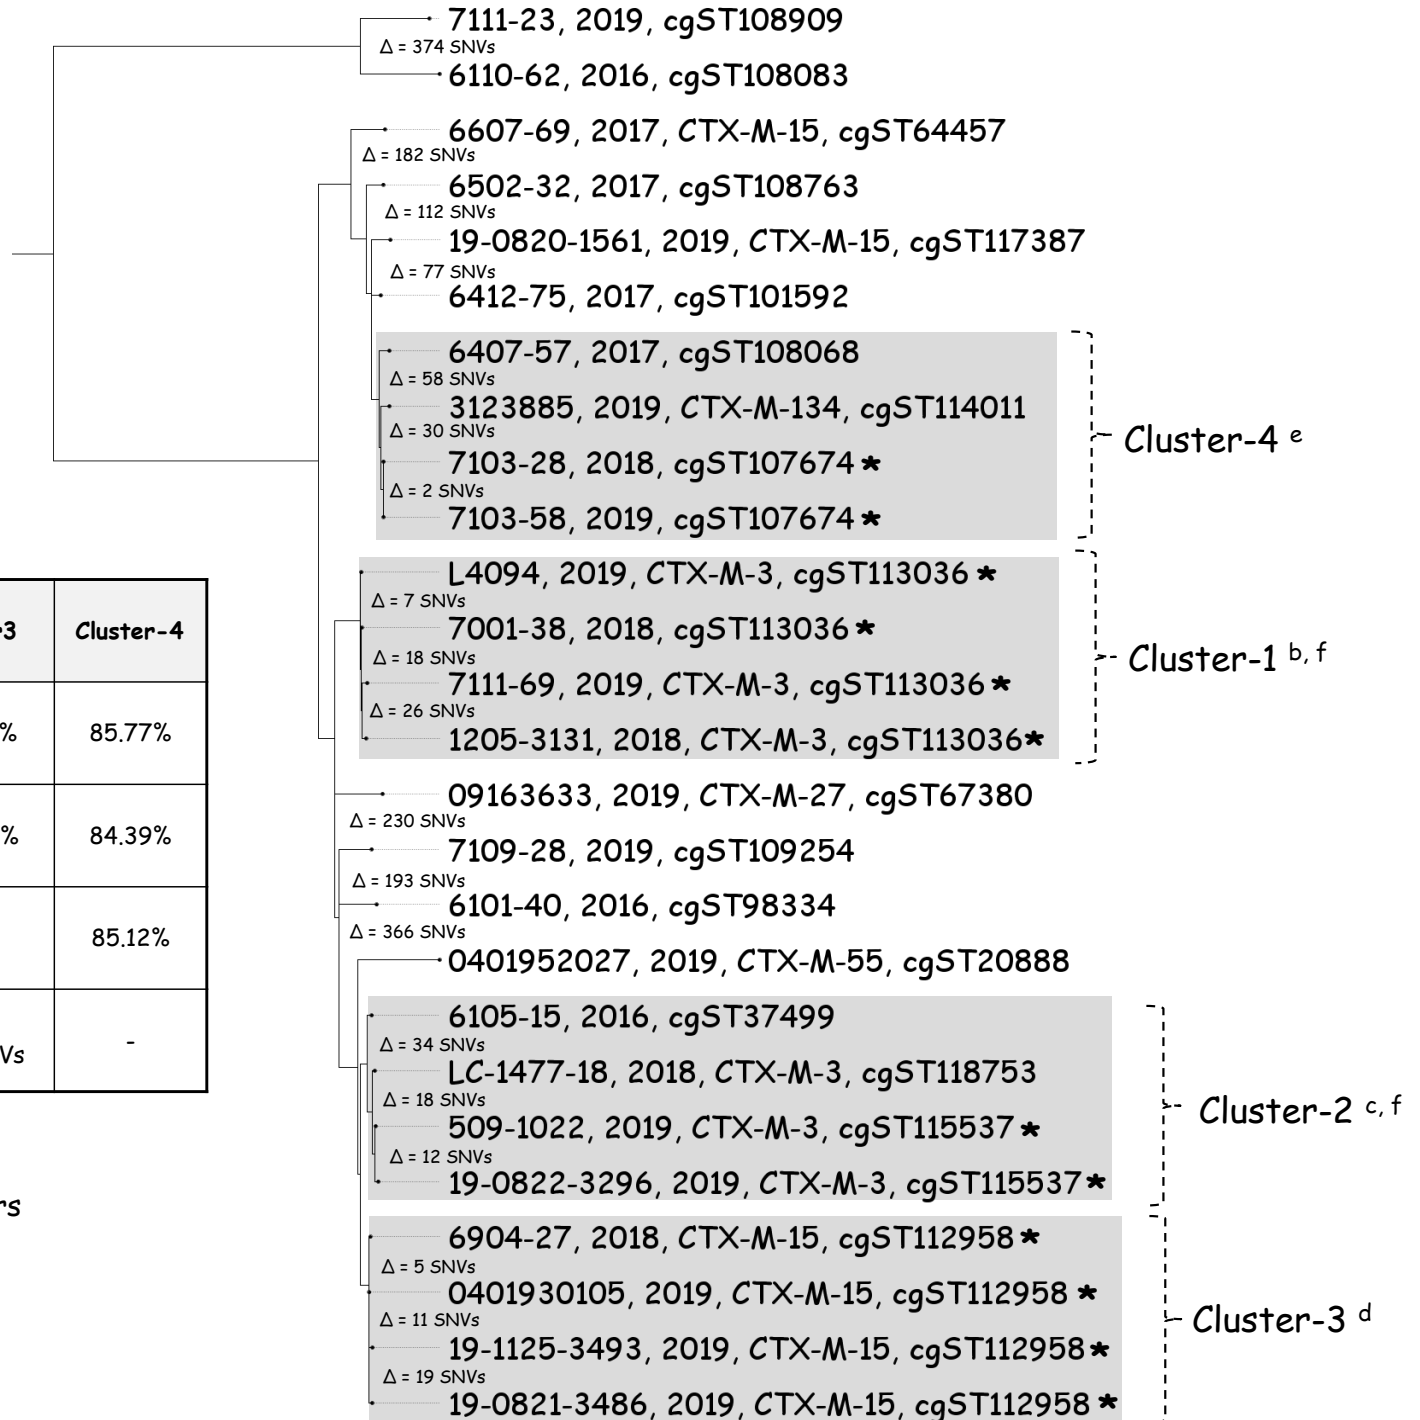 7111-23, 2019, cgST108909
Δ = 374 SNVs
6110-62, 2016, cgST108083
6607-69, 2017, CTX-M-15, cgST64457
Δ = 182 SNVs
6502-32, 2017, cgST108763
Δ = 112 SNVs
19-0820-1561, 2019, CTX-M-15, cgST117387
Δ = 77 SNVs
6412-75, 2017, cgST101592
6407-57, 2017, cgST108068
Δ = 58 SNVs
3123885, 2019, CTX-M-134, cgST114011
Δ = 30 SNVs
7103-28, 2018, cgST107674 *
Δ = 2 SNVs
7103-58, 2019, cgST107674 *
Cluster-4 e
L4094, 2019, CTX-M-3, cgST113036 *
Δ = 7 SNVs
7001-38, 2018, cgST113036 *
Δ = 18 SNVs
7111-69, 2019, CTX-M-3, cgST113036 *
Δ = 26 SNVs
1205-3131, 2018, CTX-M-3, cgST113036*
Cluster-1 b, f
09163633, 2019, CTX-M-27, cgST67380
Δ = 230 SNVs
7109-28, 2019, cgST109254
Δ = 193 SNVs
6101-40, 2016, cgST98334
Δ = 366 SNVs
0401952027, 2019, CTX-M-55, cgST20888
6105-15, 2016, cgST37499
Δ = 34 SNVs
LC-1477-18, 2018, CTX-M-3, cgST118753
Δ = 18 SNVs
509-1022, 2019, CTX-M-3, cgST115537 *
Δ = 12 SNVs
19-0822-3296, 2019, CTX-M-3, cgST115537 *
Cluster-2 c, f
6904-27, 2018, CTX-M-15, cgST112958 *
Δ = 5 SNVs
0401930105, 2019, CTX-M-15, cgST112958 *
Δ = 11 SNVs
19-1125-3493, 2019, CTX-M-15, cgST112958 *
Δ = 19 SNVs
19-0821-3486, 2019, CTX-M-15, cgST112958 *
Cluster-3 d
3 Cluster-4
% 85.77%
% 84.39%
85.12%
Vs -
rs